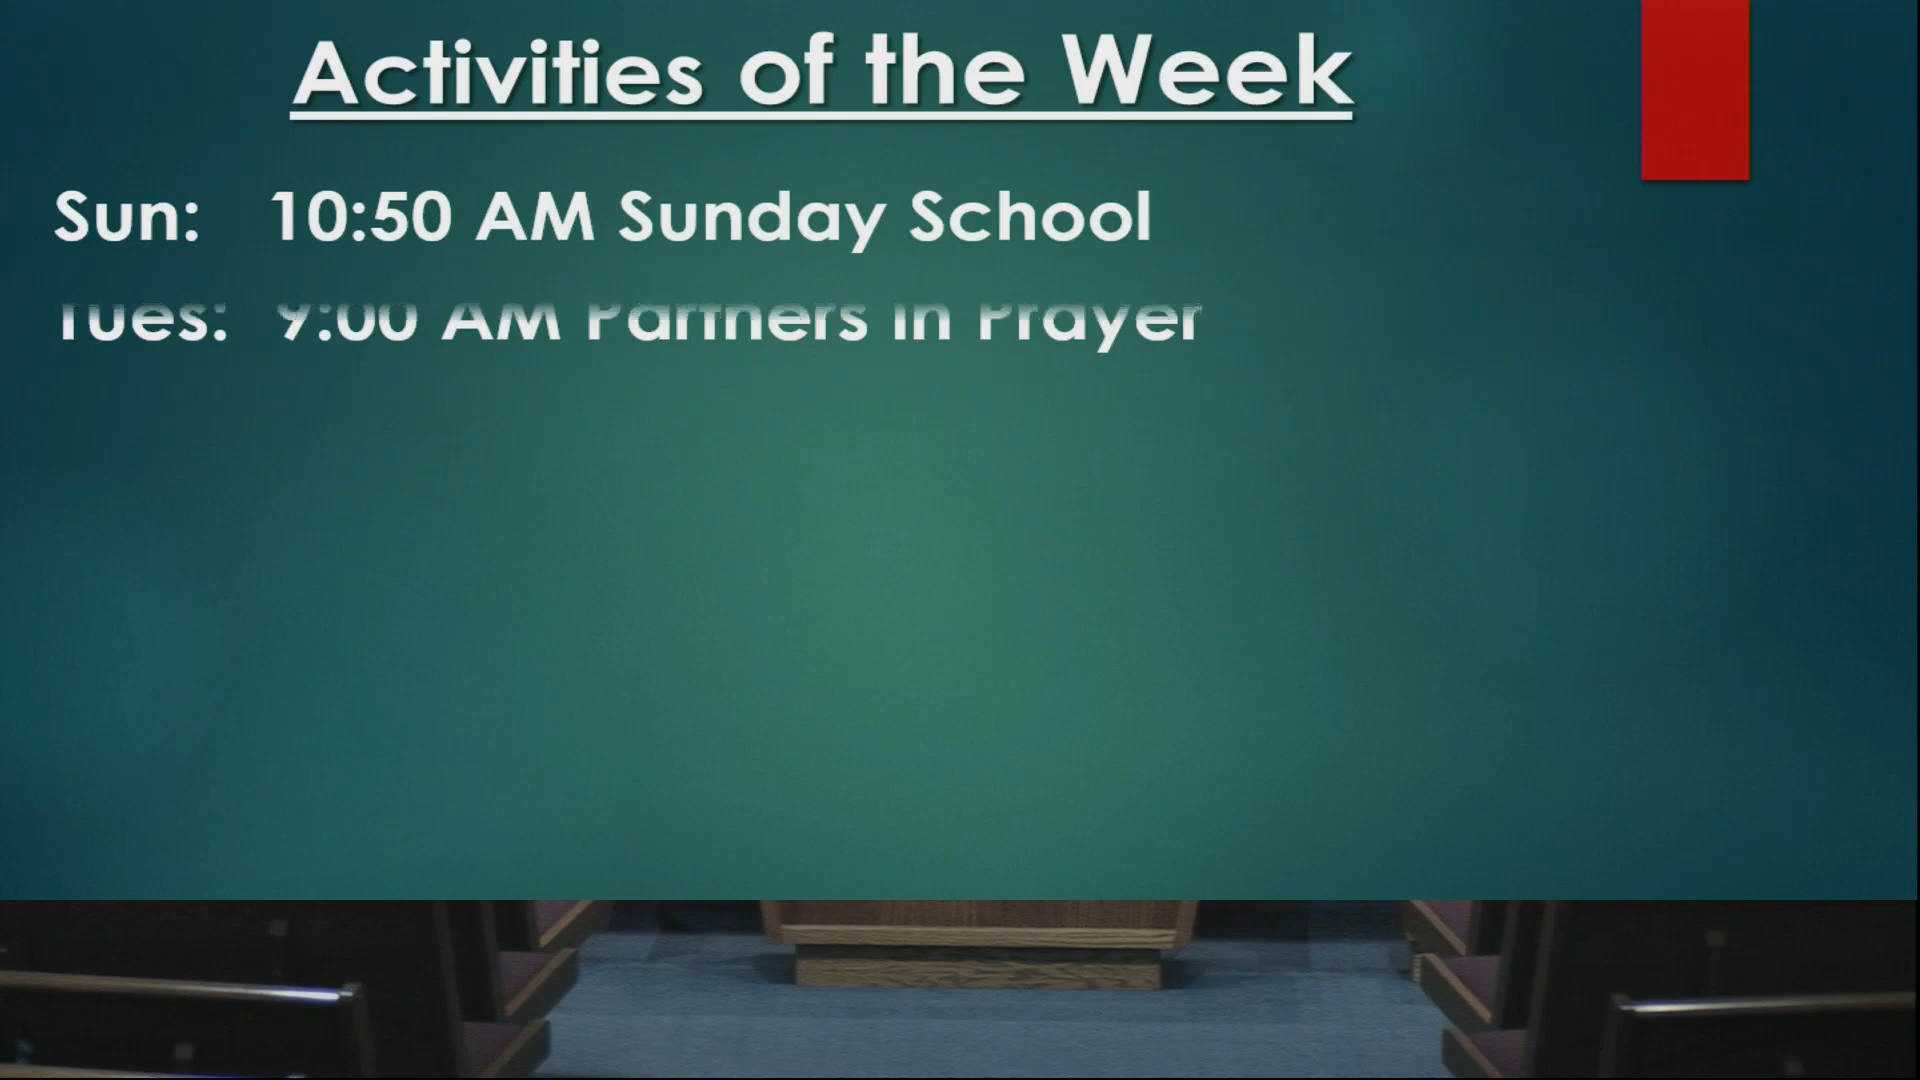 Activities of the Week
Sun: 10:50 AM Sunday School
Tues: 9:00 AM Partners in Prayer